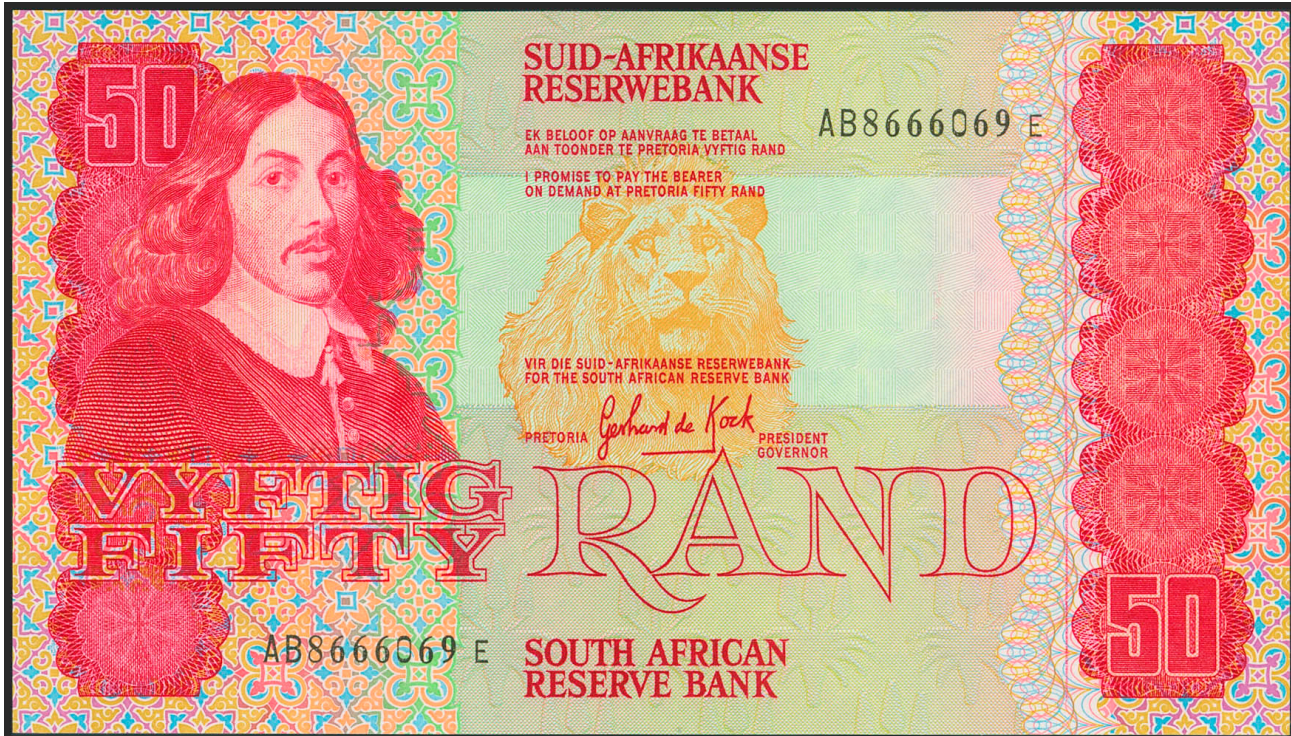 50
SUID-AFRIKAANSE
RESERWEBANK
AB8666069 E
EK BELOOF OP AANVRAAG TE BETAAL
AAN TOONDER TE PRETORIA VYFTIG RAND
I PROMISE TO PAY THE BEARER
ON DEMAND AT PRETORIA FIFTY RAND
VIR DIE SUID-AFRIKAANSE RESERWEBANK
FOR THE SOUTH AFRICAN RESERVE BANK
Gerhard de Kock
PRETORIA
PRESIDENT
GOVERNOR
VYFTIG
FIFTY
RAND
AB8666069 E
SOUTH AFRICAN
RESERVE BANK
50